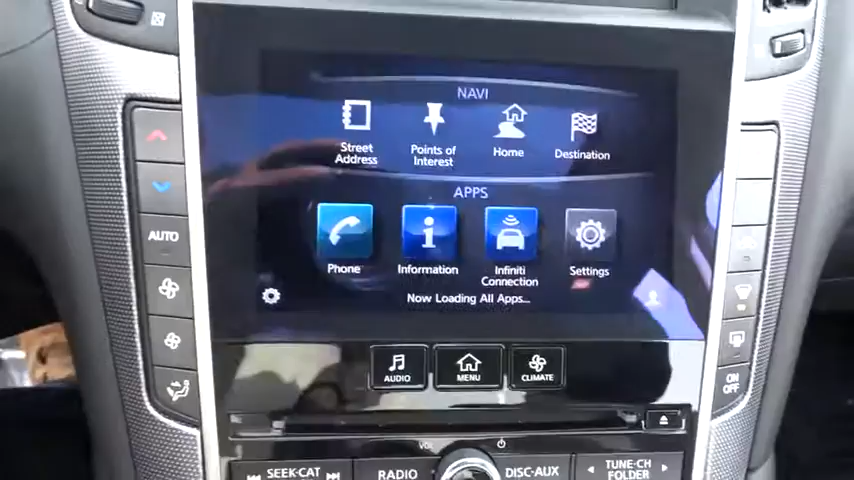 NAVI
Street
Address
Points of
Interest
Home
Destination
APPS
Phone
Information
Infiniti
Connection
Settings
Now Loading All Apps...
AUTO
AUDIO
MENU
CLIMATE
ON
OFF
VOL
SEEK·CAT
RADIO
DISC·AUX
TUNE·CH
FOLDER